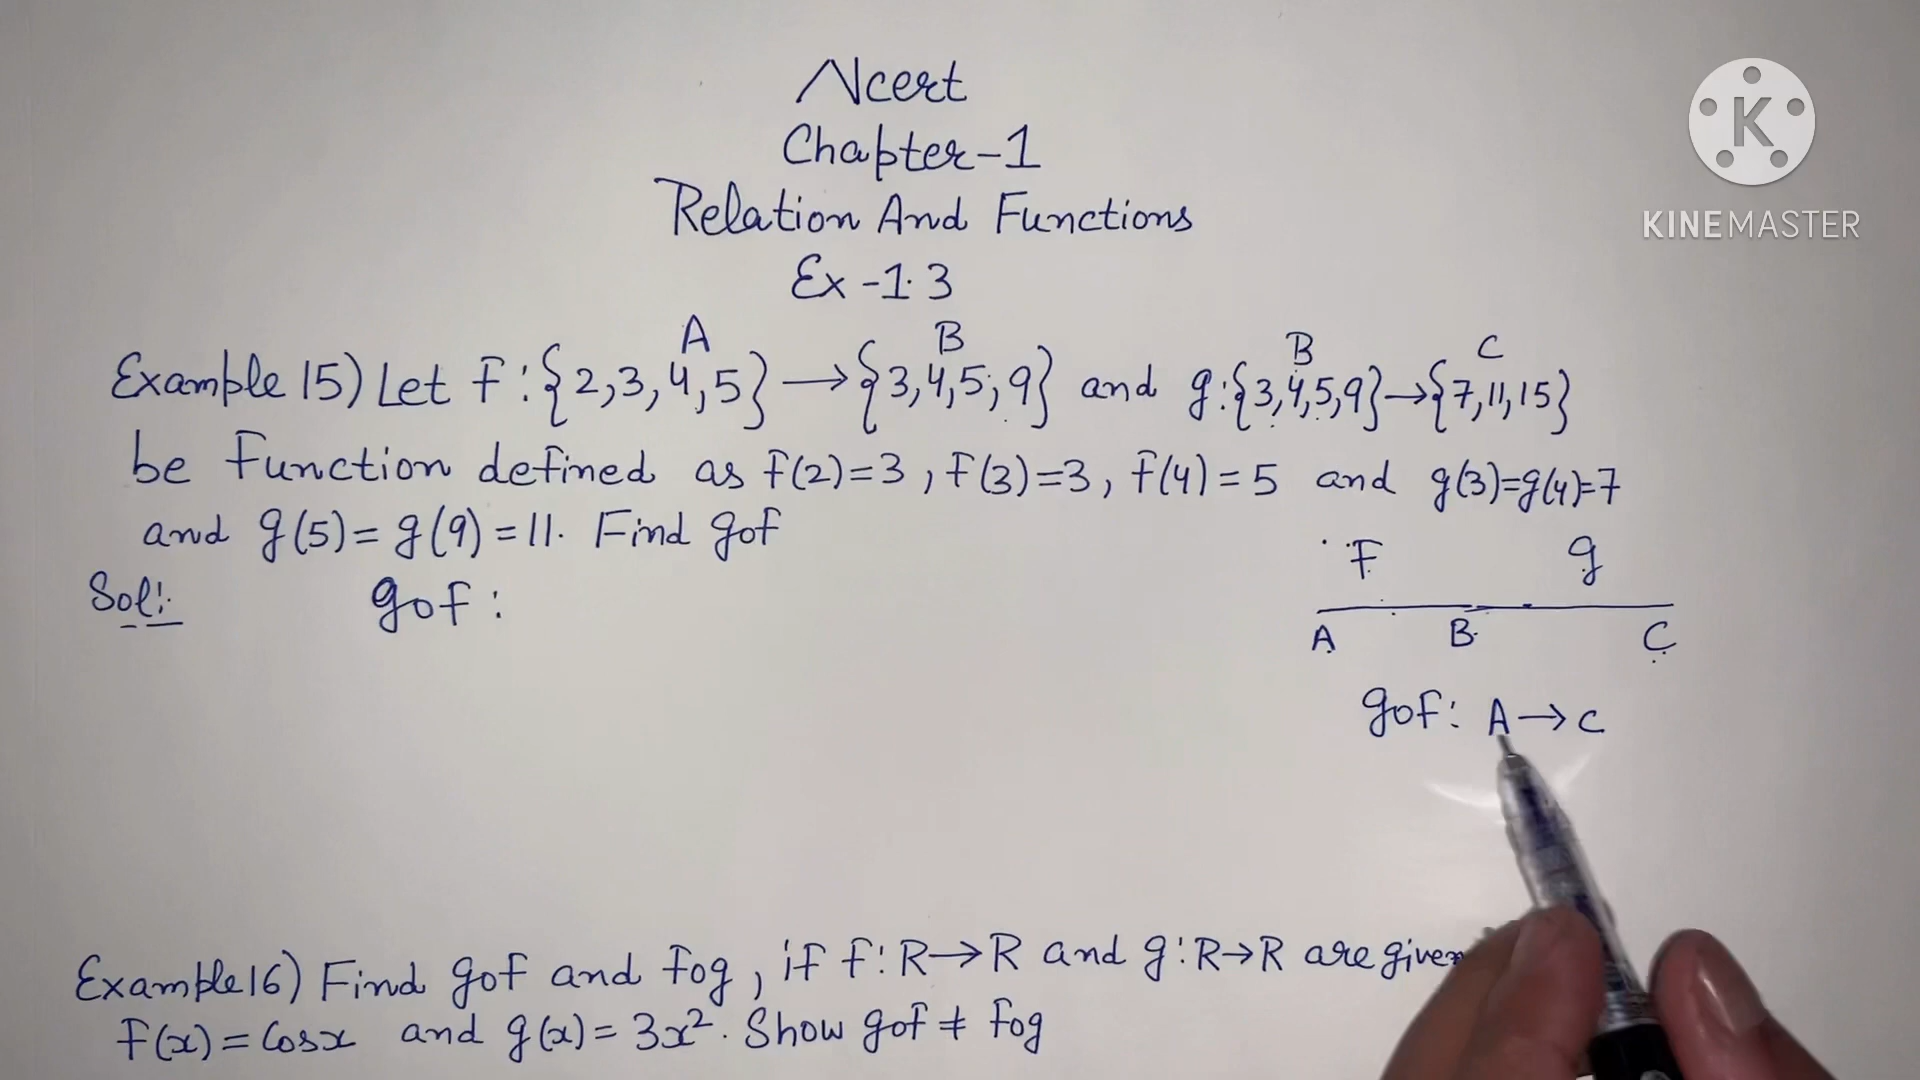 Ncert
Chapter-1
Relation And Functions
Ex-1.3
K
KINEMASTER
A B B C
Example 15) Let f:{2,3,4,5}→{3,4,5,9} and g:{3,4,5,9}→{7,11,15}
be function defined as f(2)=3, f(3)=3, f(4)=5 and g(3)=g(4)=7
and g(5)=g(9)=11. Find gof
Sol:. gof:
F g
A B C
gof: A→C
Example 16) Find gof and fog, if f:R→R and g:R→R are given
f(x)=Cosx and g(x)=3x². Show gof ≠ fog